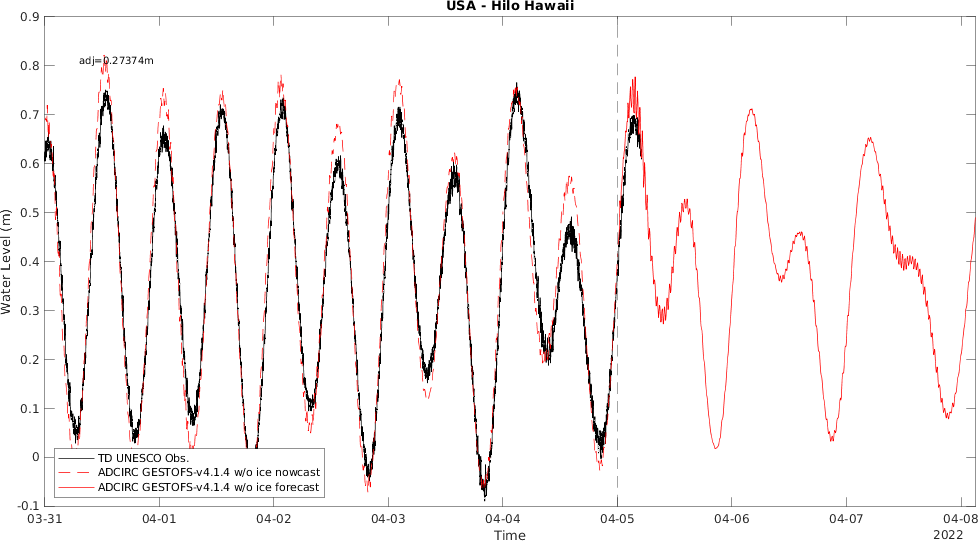 USA - Hilo Hawaii
0.9
0.8
0.7
0.6
0.5
0.4
0.3
0.2
0.1
0
-0.1
Water Level (m)
adj=0.27374m
TD UNESCO Obs.
ADCIRC GESTOFS-v4.1.4 w/o ice nowcast
ADCIRC GESTOFS-v4.1.4 w/o ice forecast
03-31 04-01 04-02 04-03 04-04 04-05 04-06 04-07 04-08
Time
2022